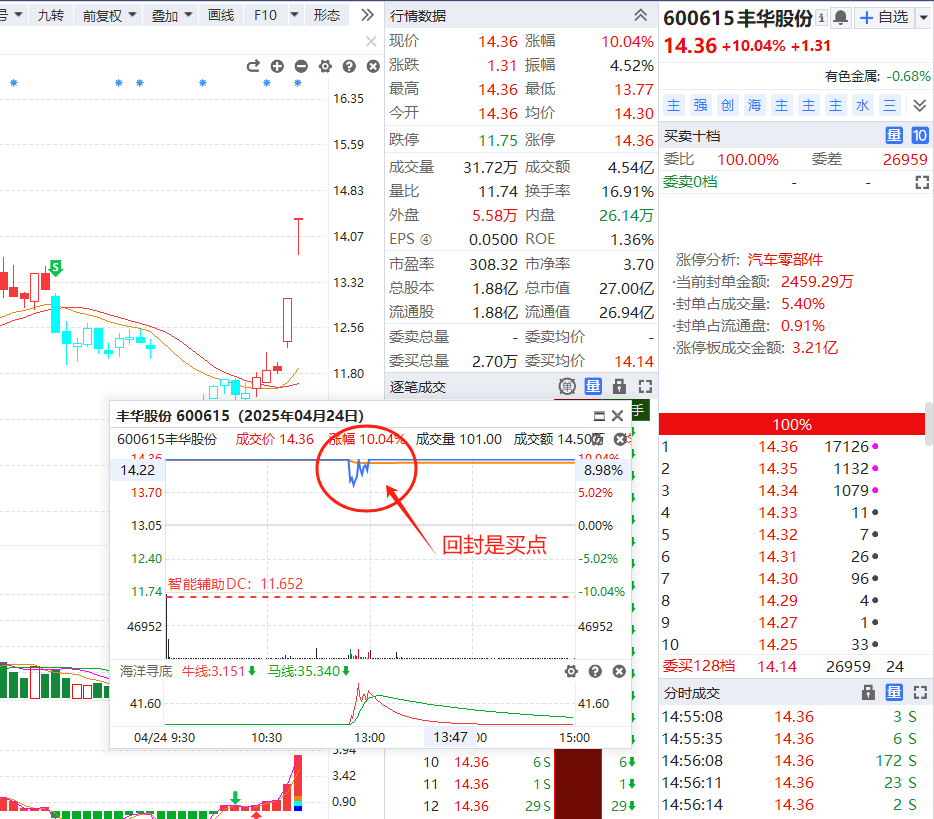 九转 前复权 叠加 画线 F10 形态
16.35
15.59
14.83
14.07
13.32
12.56
11.80
S
3.94
3.42
0.90
行情数据
现价 14.36 涨幅 10.04%
涨跌 1.31 振幅 4.52%
最高 14.36 最低 13.77
今开 14.36 均价 14.30
跌停 11.75 涨停 14.36
成交量 31.72万 成交额 4.54亿
量比 11.74 换手率 16.91%
外盘 5.58万 内盘 26.14万
EPS ④ 0.0500 ROE 1.36%
市盈率 308.32 市净率 3.70
总股本 1.88亿 总市值 27.00亿
流通股 1.88亿 流通值 26.94亿
委卖总量 - 委卖均价 -
委买总量 2.70万 委买均价 14.14
逐笔成交 单 量
手
丰华股份 600615（2025年04月24日）
600615丰华股份 成交价 14.36 涨幅 10.04% 成交量 101.00 成交额 14.50万
14.36 10.04%
14.22 8.98%
13.70 5.02%
13.05 0.00%
12.40 -5.02%
11.74 -10.04%
回封是买点
智能辅助DC：11.652
46952 46952
海洋寻底 牛线:3.151 马线:35.340
41.60 41.60
04/24 9:30 10:30 13:00 13:47 15:00
10 14.36 6 S 6
11 14.36 1 S 1
12 14.36 29 S 29
600615丰华股份 自选
14.36 +10.04% +1.31
有色金属: -0.68%
主 强 创 海 主 主 主 水 三
买卖十档 量 10
委比 100.00% 委差 26959
委卖0档 - -
涨停分析: 汽车零部件
·当前封单金额: 2459.29万
·封单占成交量: 5.40%
·封单占流通盘: 0.91%
·涨停板成交金额: 3.21亿
100%
1 14.36 17126
2 14.35 1132
3 14.34 1079
4 14.33 11
5 14.32 7
6 14.31 26
7 14.30 96
8 14.29 4
9 14.27 1
10 14.25 33
委买128档 14.14 26959 24
分时成交 量
14:55:08 14.36 3 S
14:55:35 14.36 6 S
14:56:08 14.36 172 S
14:56:11 14.36 23 S
14:56:14 14.36 2 S